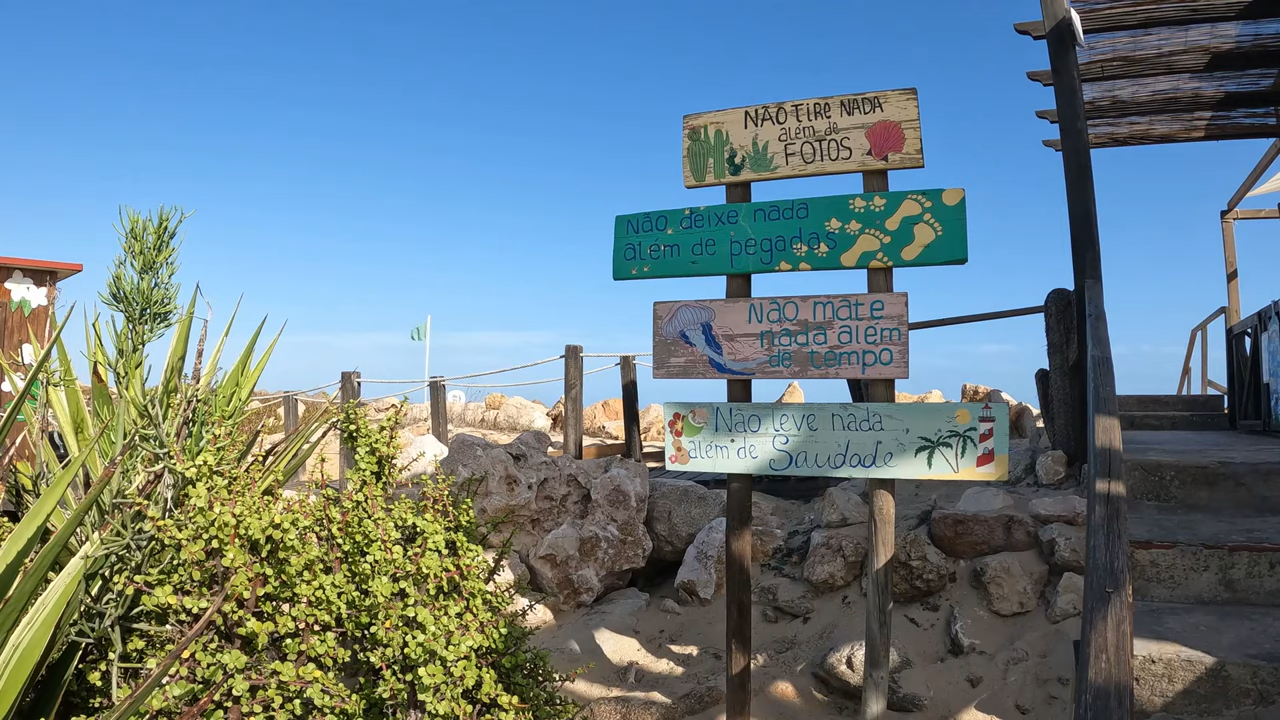 NÃO TIRE NADA
além de
FOTOS
Não deixe nada
além de pegadas
Não mate
nada além
de tempo
Não leve nada
além de Saudade